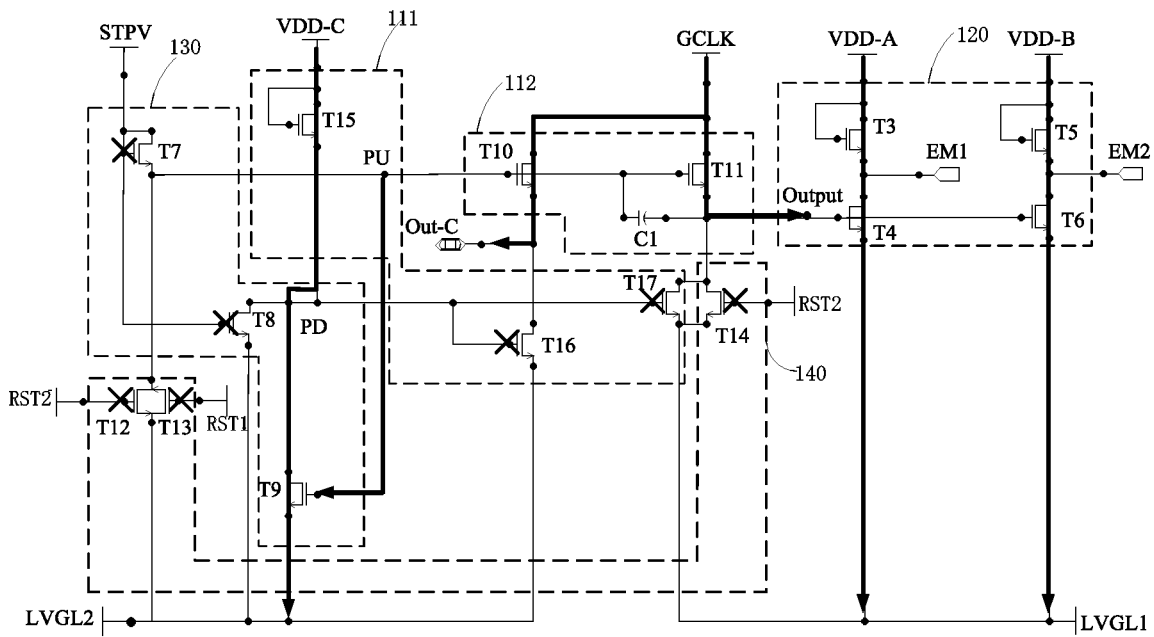 STPV
130
VDD-C
111
GCLK
112
VDD-A
120
VDD-B
T15
T3
T5
T7
PU
T10
T11
EM1
EM2
Output
Out-C
C1
T4
T6
T17
T8
PD
T16
T14
RST2
140
RST2
T12
T13
RST1
T9
LVGL2
LVGL1